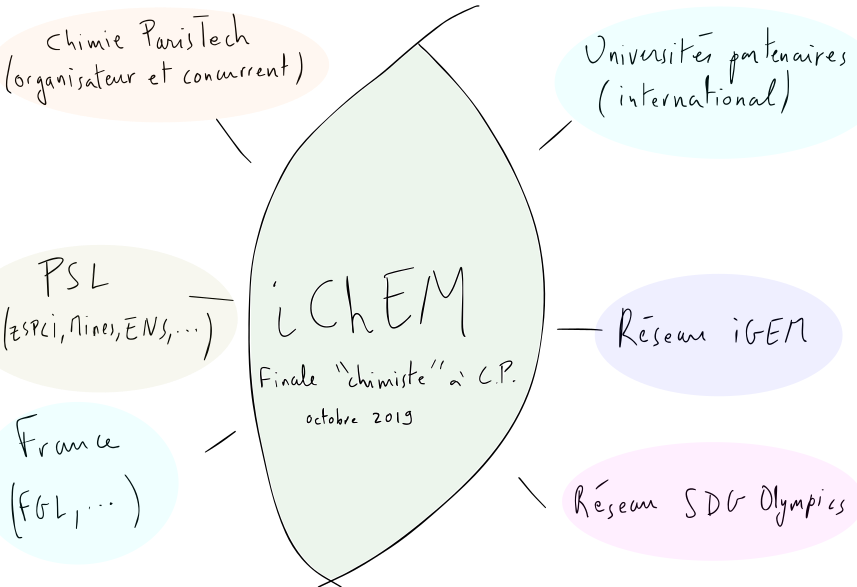 Chimie ParisTech
(organisateur et concurrent)
Universités partenaires
(international)
PSL
(ESPCI, Mines, ENS, ...)
iChEM
Finale "chimiste" à C.P.
octobre 2019
Réseau iGEM
France
(FGL, ...)
Réseau SDG Olympics